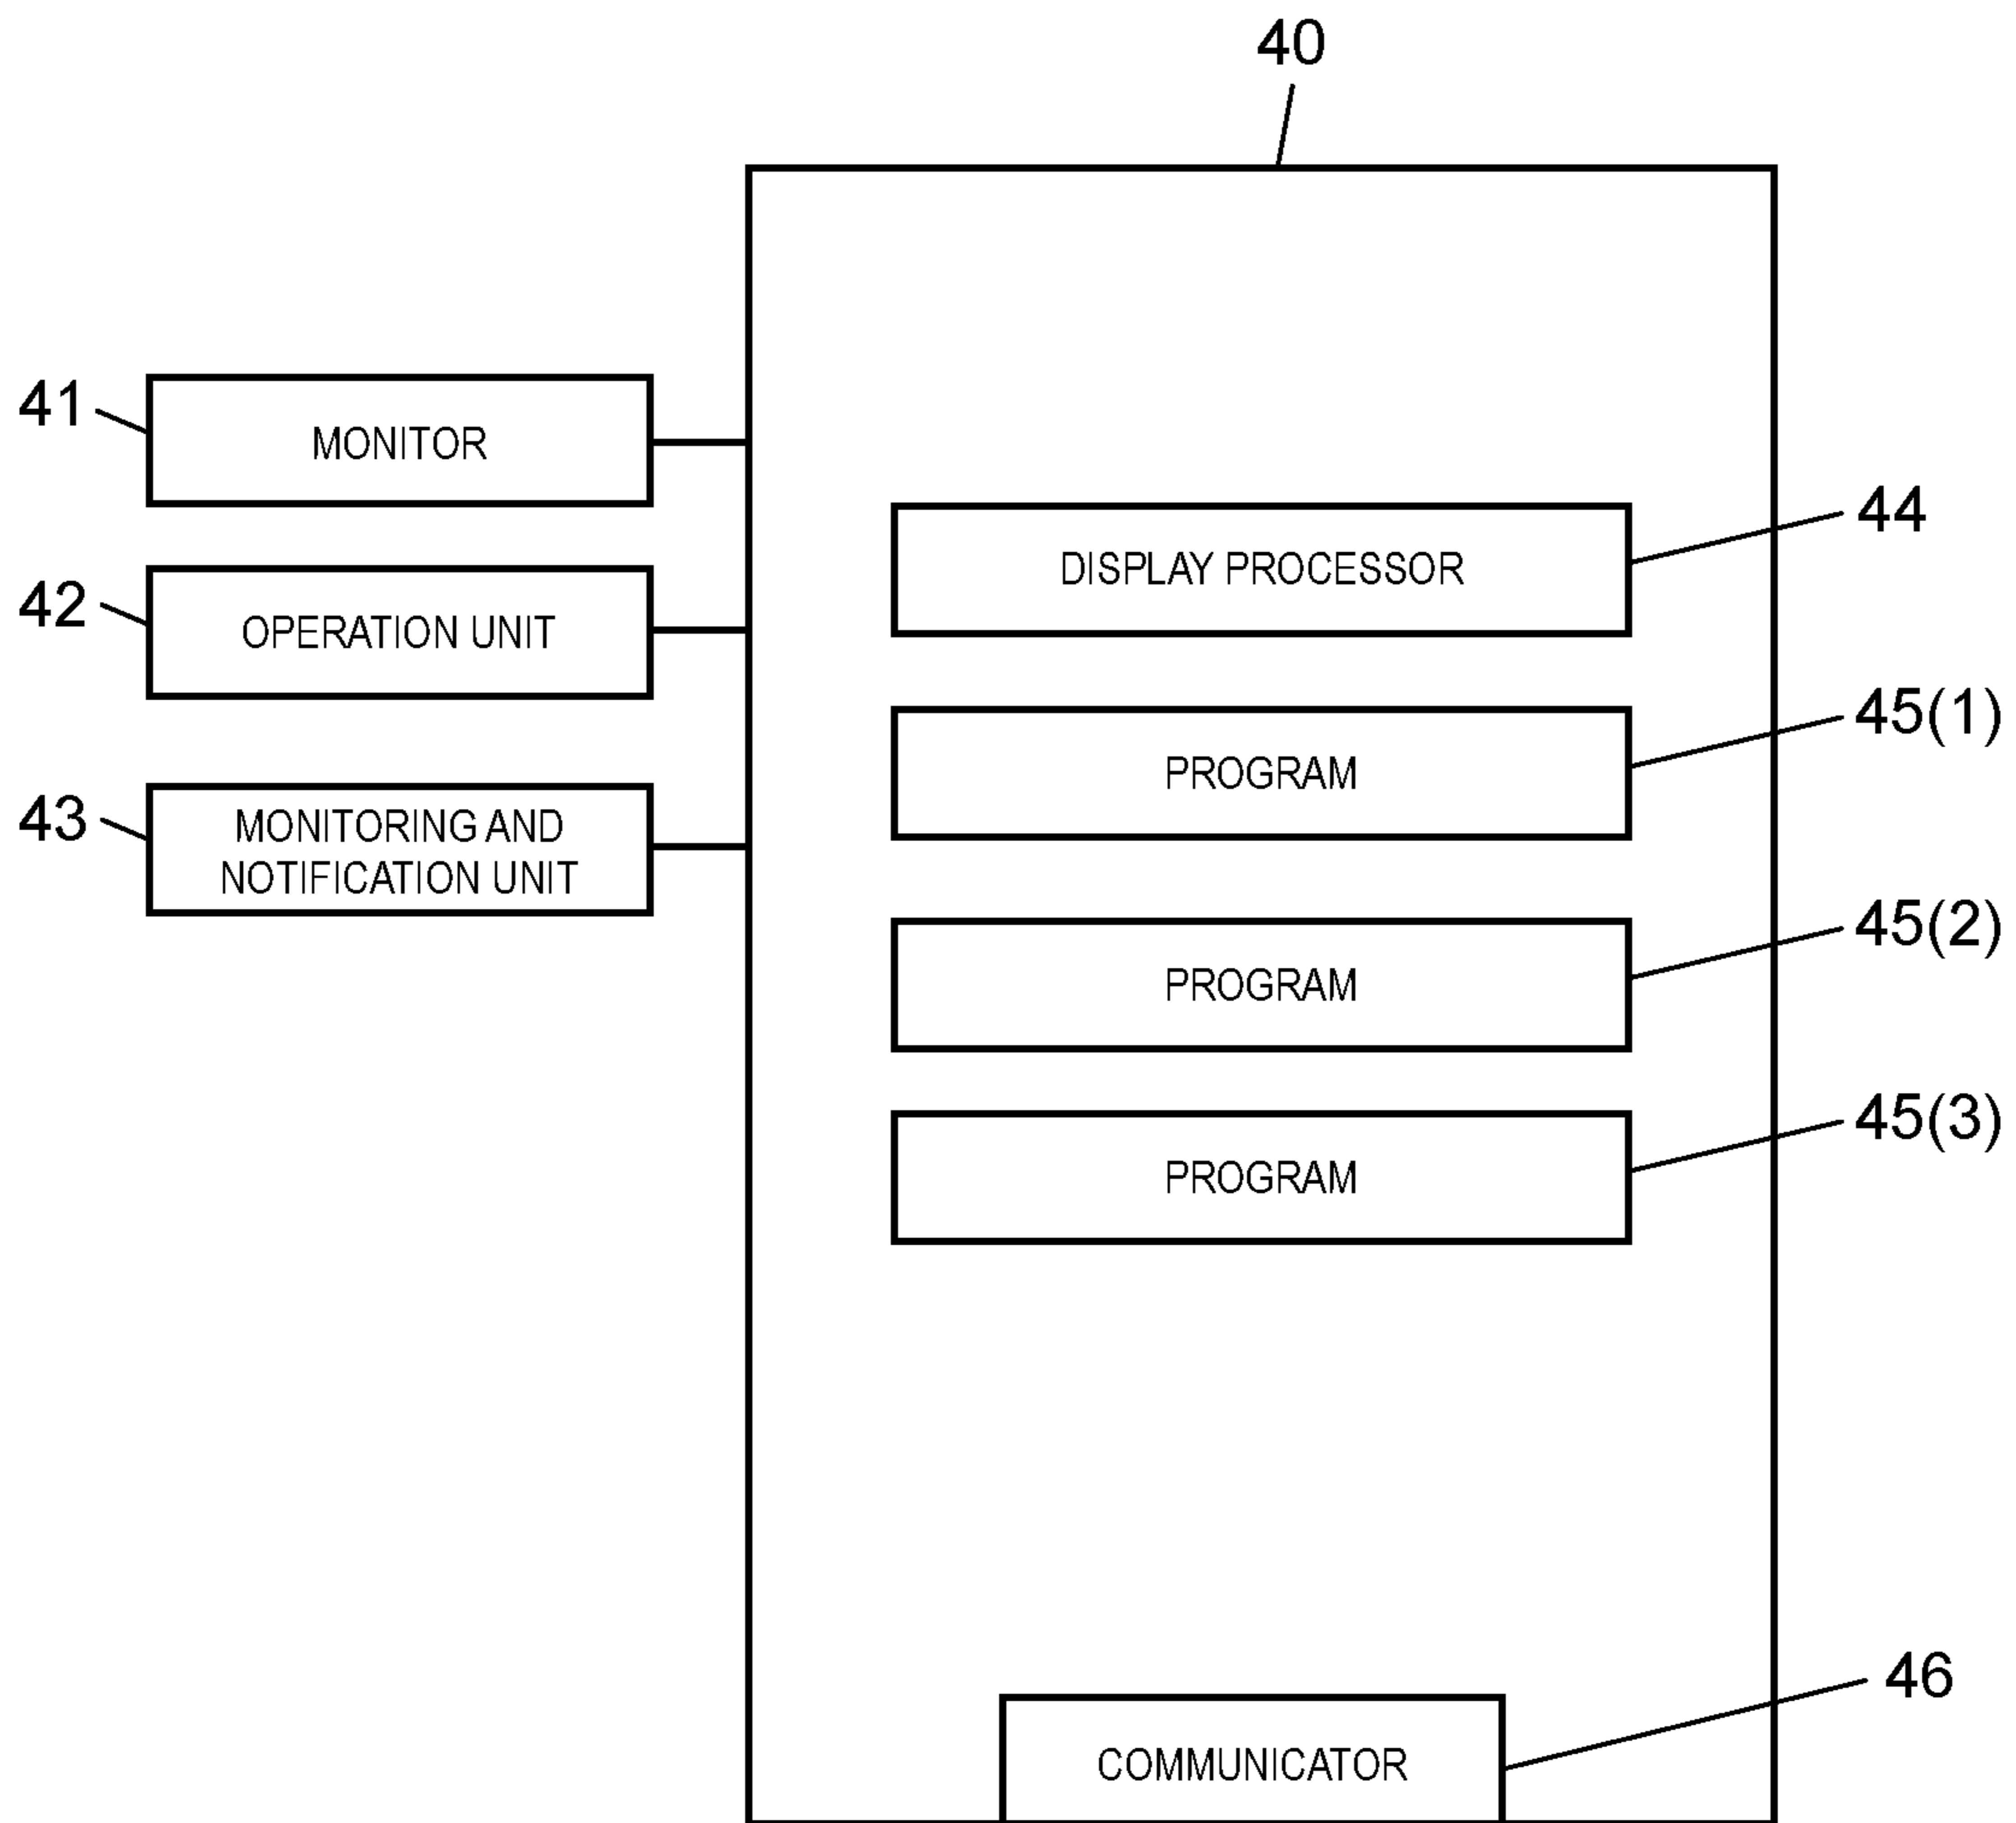 40
41
MONITOR
44
DISPLAY PROCESSOR
42
OPERATION UNIT
45(1)
PROGRAM
43
MONITORING AND
NOTIFICATION UNIT
45(2)
PROGRAM
45(3)
PROGRAM
46
COMMUNICATOR